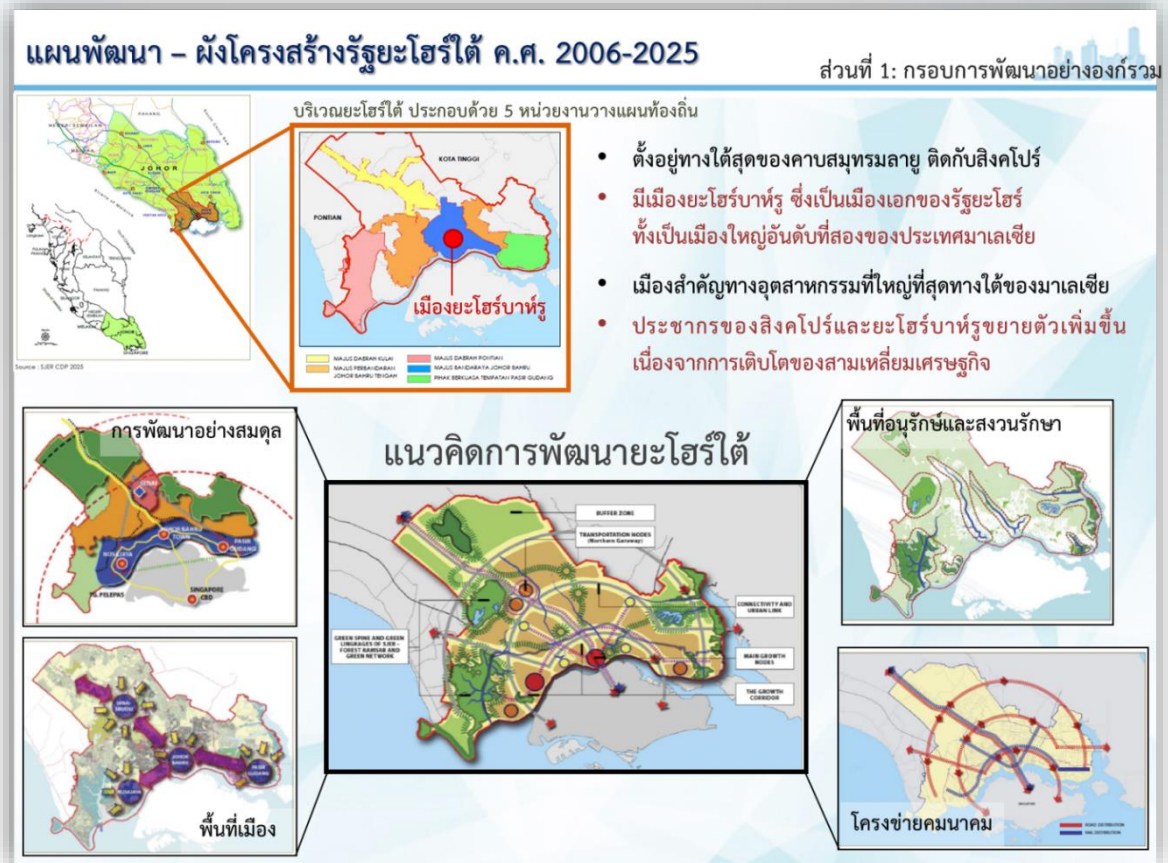 แผนพัฒนา – ผังโครงสร้างรัฐยะโฮร์ใต้ ค.ศ. 2006-2025
ส่วนที่ 1: กรอบการพัฒนาอย่างองก์รวม
บริเวณยะโฮร์ใต้ ประกอบด้วย 5 หน่วยงานวางแผนท้องถิ่น
PAHANG
JOHOR
SINGAPORE
Source : SJER CDP 2025
KOTA TINGGI
PONTIAN
เมืองยะโฮร์บาห์รู
MAJLIS DAERAH KULAI
MAJLIS PERBANDARAN
JOHOR BAHRU TENGAH
MAJLIS DAERAH PONTIAN
MAJLIS BANDARAYA JOHOR BAHRU
PIHAK BERKUASA TEMPATAN PASIR GUDANG
• ตั้งอยู่ทางใต้สุดของคาบสมุทรมลายู ติดกับสิงคโปร์
• มีเมืองยะโฮร์บาห์รู ซึ่งเป็นเมืองเอกของรัฐยะโฮร์
ทั้งเป็นเมืองใหญ่อันดับที่สองของประเทศมาเลเซีย
• เมืองสำคัญทางอุตสาหกรรมที่ใหญ่ที่สุดทางใต้ของมาเลเซีย
• ประชากรของสิงคโปร์และยะโฮร์บาห์รูขยายตัวเพิ่มขึ้น
เนื่องจากการเติบโตของสามเหลี่ยมเศรษฐกิจ
การพัฒนาอย่างสมดุล
SENAI
JOHOR BAHRU
TOWN
NUSAJAYA
PASIR
GUDANG
TG. PELEPAS
SINGAPORE
CBD
แนวคิดการพัฒนายะโฮร์ใต้
BUFFER ZONE
TRANSPORTATION NODES
(Northern Gateway)
CONNECTIVITY AND
URBAN LINK
GREEN SPINE AND GREEN
LINKAGES OF SJER –
FOREST RAMSAR AND
GREEN NETWORK
MAIN GROWTH
NODES
THE GROWTH
CORRIDOR
พื้นที่อนุรักษ์และสงวนรักษา
SENAI-
SKUDAI
JOHOR
BAHRU
PASIR
GUDANG
NUSAJAYA
พื้นที่เมือง
โครงข่ายคมนาคม
ROAD DISTRIBUTION
RAIL DISTRIBUTION